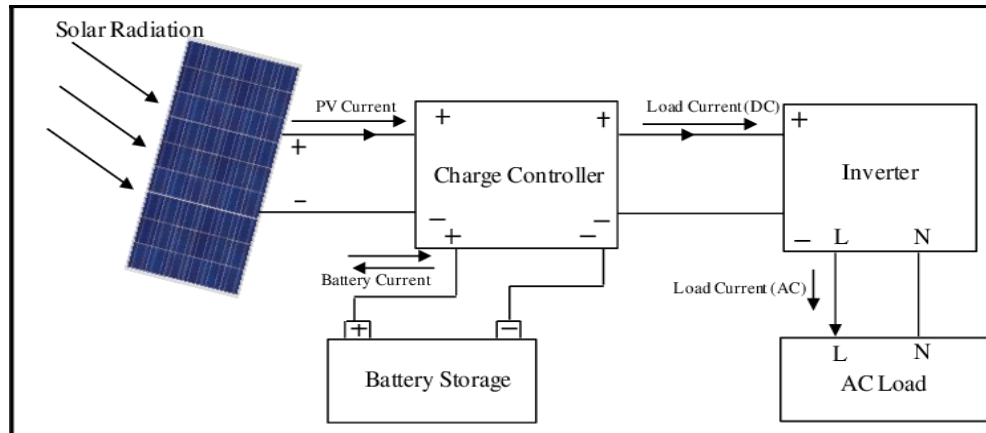 Solar Radiation
PV Current
Load Current (DC)
+ + + +
+
Charge Controller
Inverter
–
– –
+ –
– L N
Battery Current
Load Current (AC)
+ –
L N
Battery Storage
AC Load